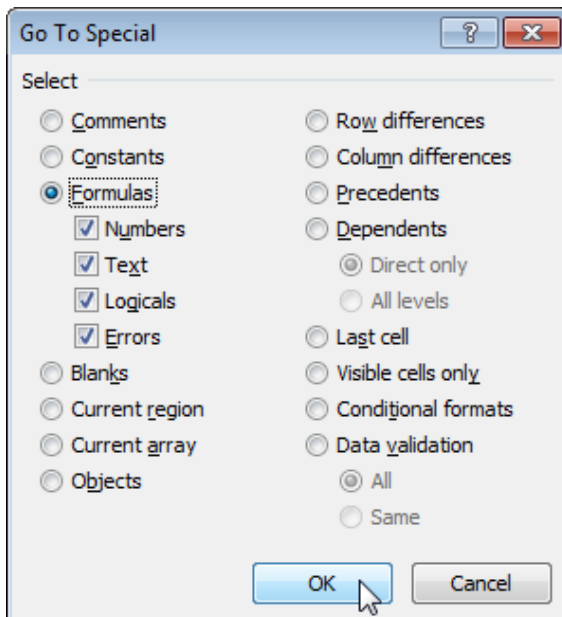 Go To Special
Select
Comments
Constants
Formulas
Numbers
Text
Logicals
Errors
Blanks
Current region
Current array
Objects
Row differences
Column differences
Precedents
Dependents
Direct only
All levels
Last cell
Visible cells only
Conditional formats
Data validation
All
Same
OK
Cancel